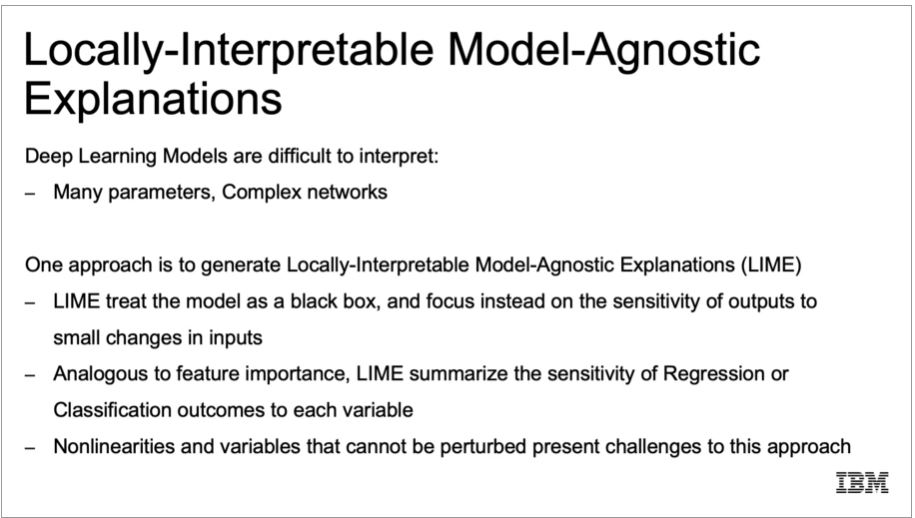 Locally-Interpretable Model-Agnostic
Explanations
Deep Learning Models are difficult to interpret:
– Many parameters, Complex networks
One approach is to generate Locally-Interpretable Model-Agnostic Explanations (LIME)
– LIME treat the model as a black box, and focus instead on the sensitivity of outputs to
small changes in inputs
– Analogous to feature importance, LIME summarize the sensitivity of Regression or
Classification outcomes to each variable
– Nonlinearities and variables that cannot be perturbed present challenges to this approach
IBM